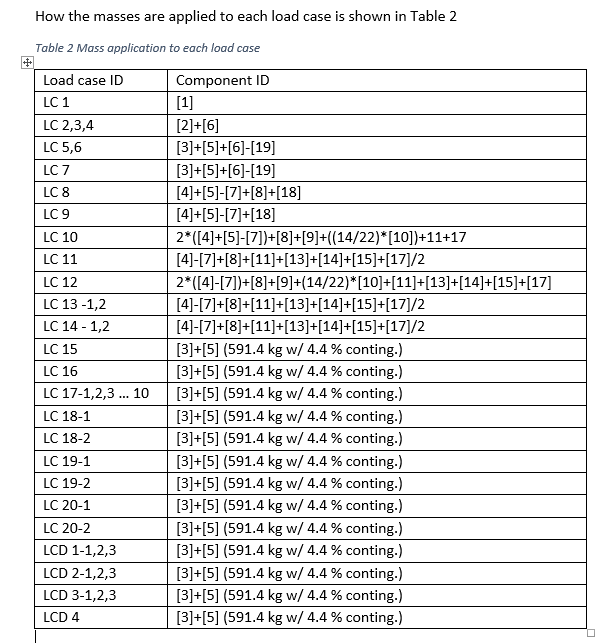 How the masses are applied to each load case is shown in Table 2
Table 2 Mass application to each load case
Load case ID Component ID
LC 1 [1]
LC 2,3,4 [2]+[6]
LC 5,6 [3]+[5]+[6]-[19]
LC 7 [3]+[5]+[6]-[19]
LC 8 [4]+[5]-[7]+[8]+[18]
LC 9 [4]+[5]-[7]+[18]
LC 10 2*([4]+[5]-[7])+[8]+[9]+((14/22)*[10])+11+17
LC 11 [4]-[7]+[8]+[11]+[13]+[14]+[15]+[17]/2
LC 12 2*([4]-[7])+[8]+[9]+(14/22)*[10]+[11]+[13]+[14]+[15]+[17]
LC 13 -1,2 [4]-[7]+[8]+[11]+[13]+[14]+[15]+[17]/2
LC 14 - 1,2 [4]-[7]+[8]+[11]+[13]+[14]+[15]+[17]/2
LC 15 [3]+[5] (591.4 kg w/ 4.4 % conting.)
LC 16 [3]+[5] (591.4 kg w/ 4.4 % conting.)
LC 17-1,2,3 ... 10 [3]+[5] (591.4 kg w/ 4.4 % conting.)
LC 18-1 [3]+[5] (591.4 kg w/ 4.4 % conting.)
LC 18-2 [3]+[5] (591.4 kg w/ 4.4 % conting.)
LC 19-1 [3]+[5] (591.4 kg w/ 4.4 % conting.)
LC 19-2 [3]+[5] (591.4 kg w/ 4.4 % conting.)
LC 20-1 [3]+[5] (591.4 kg w/ 4.4 % conting.)
LC 20-2 [3]+[5] (591.4 kg w/ 4.4 % conting.)
LCD 1-1,2,3 [3]+[5] (591.4 kg w/ 4.4 % conting.)
LCD 2-1,2,3 [3]+[5] (591.4 kg w/ 4.4 % conting.)
LCD 3-1,2,3 [3]+[5] (591.4 kg w/ 4.4 % conting.)
LCD 4 [3]+[5] (591.4 kg w/ 4.4 % conting.)